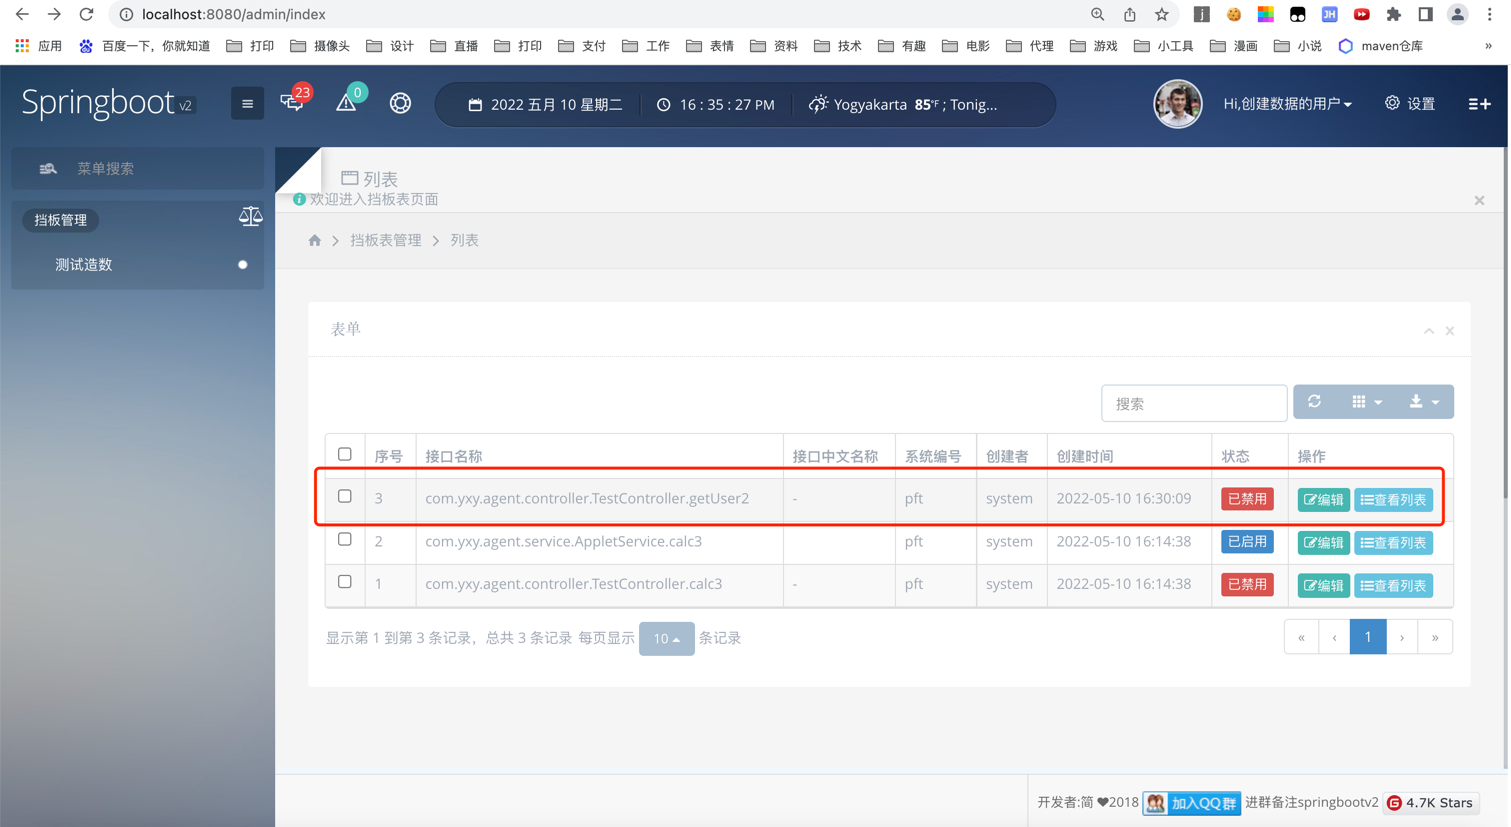 localhost:8080/admin/index
应用 百度一下，你就知道 打印 摄像头 设计 直播 打印 支付 工作 表情 资料 技术 有趣 电影 代理 游戏 小工具 漫画 小说 maven仓库 »
Springboot v2 23 0 2022 五月 10 星期二 16 : 35 : 27 PM Yogyakarta 85°F ; Tonig... Hi,创建数据的用户 设置
菜单搜索
挡板管理
测试造数
列表
欢迎进入挡板表页面
挡板表管理 > 列表
表单
搜索
序号 接口名称 接口中文名称 系统编号 创建者 创建时间 状态 操作
3 com.yxy.agent.controller.TestController.getUser2 - pft system 2022-05-10 16:30:09 已禁用 编辑 查看列表
2 com.yxy.agent.service.AppletService.calc3 pft system 2022-05-10 16:14:38 已启用 编辑 查看列表
1 com.yxy.agent.controller.TestController.calc3 - pft system 2022-05-10 16:14:38 已禁用 编辑 查看列表
显示第 1 到第 3 条记录，总共 3 条记录 每页显示 10 条记录 « ‹ 1 › »
开发者:简 ❤2018 加入QQ群 进群备注springbootv2 G 4.7K Stars